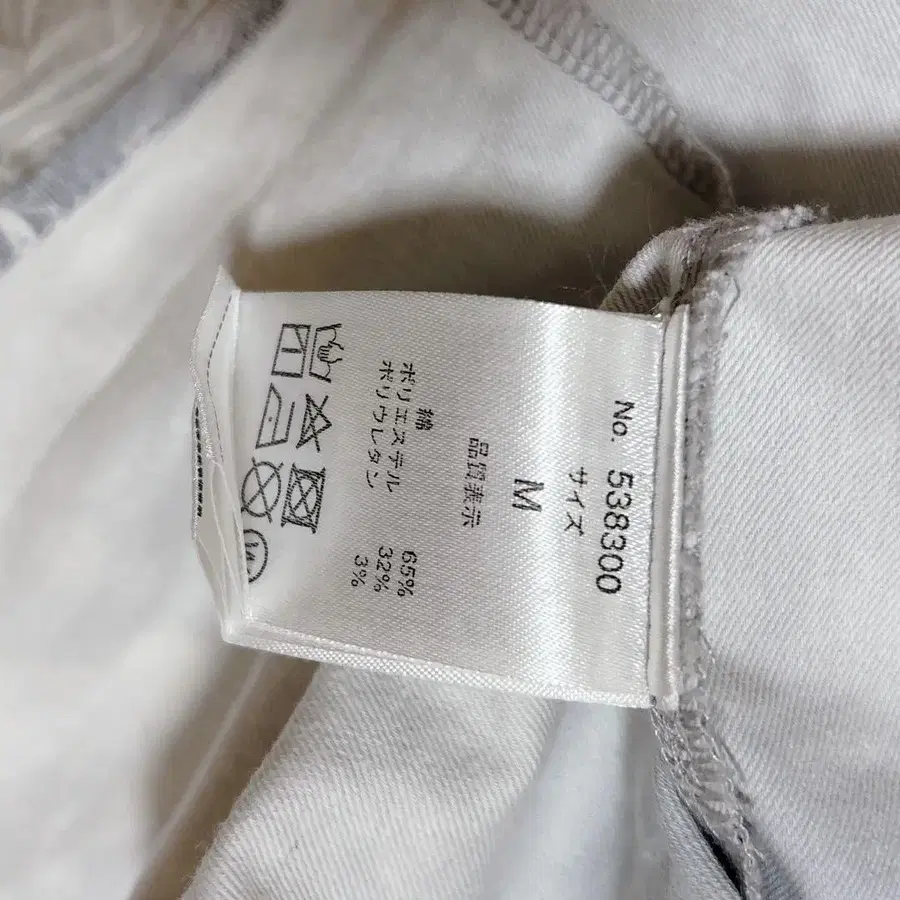 No. 538300
サイズ
M
品質表示
綿 65%
ポリエステル 32%
ポリウレタン 3%